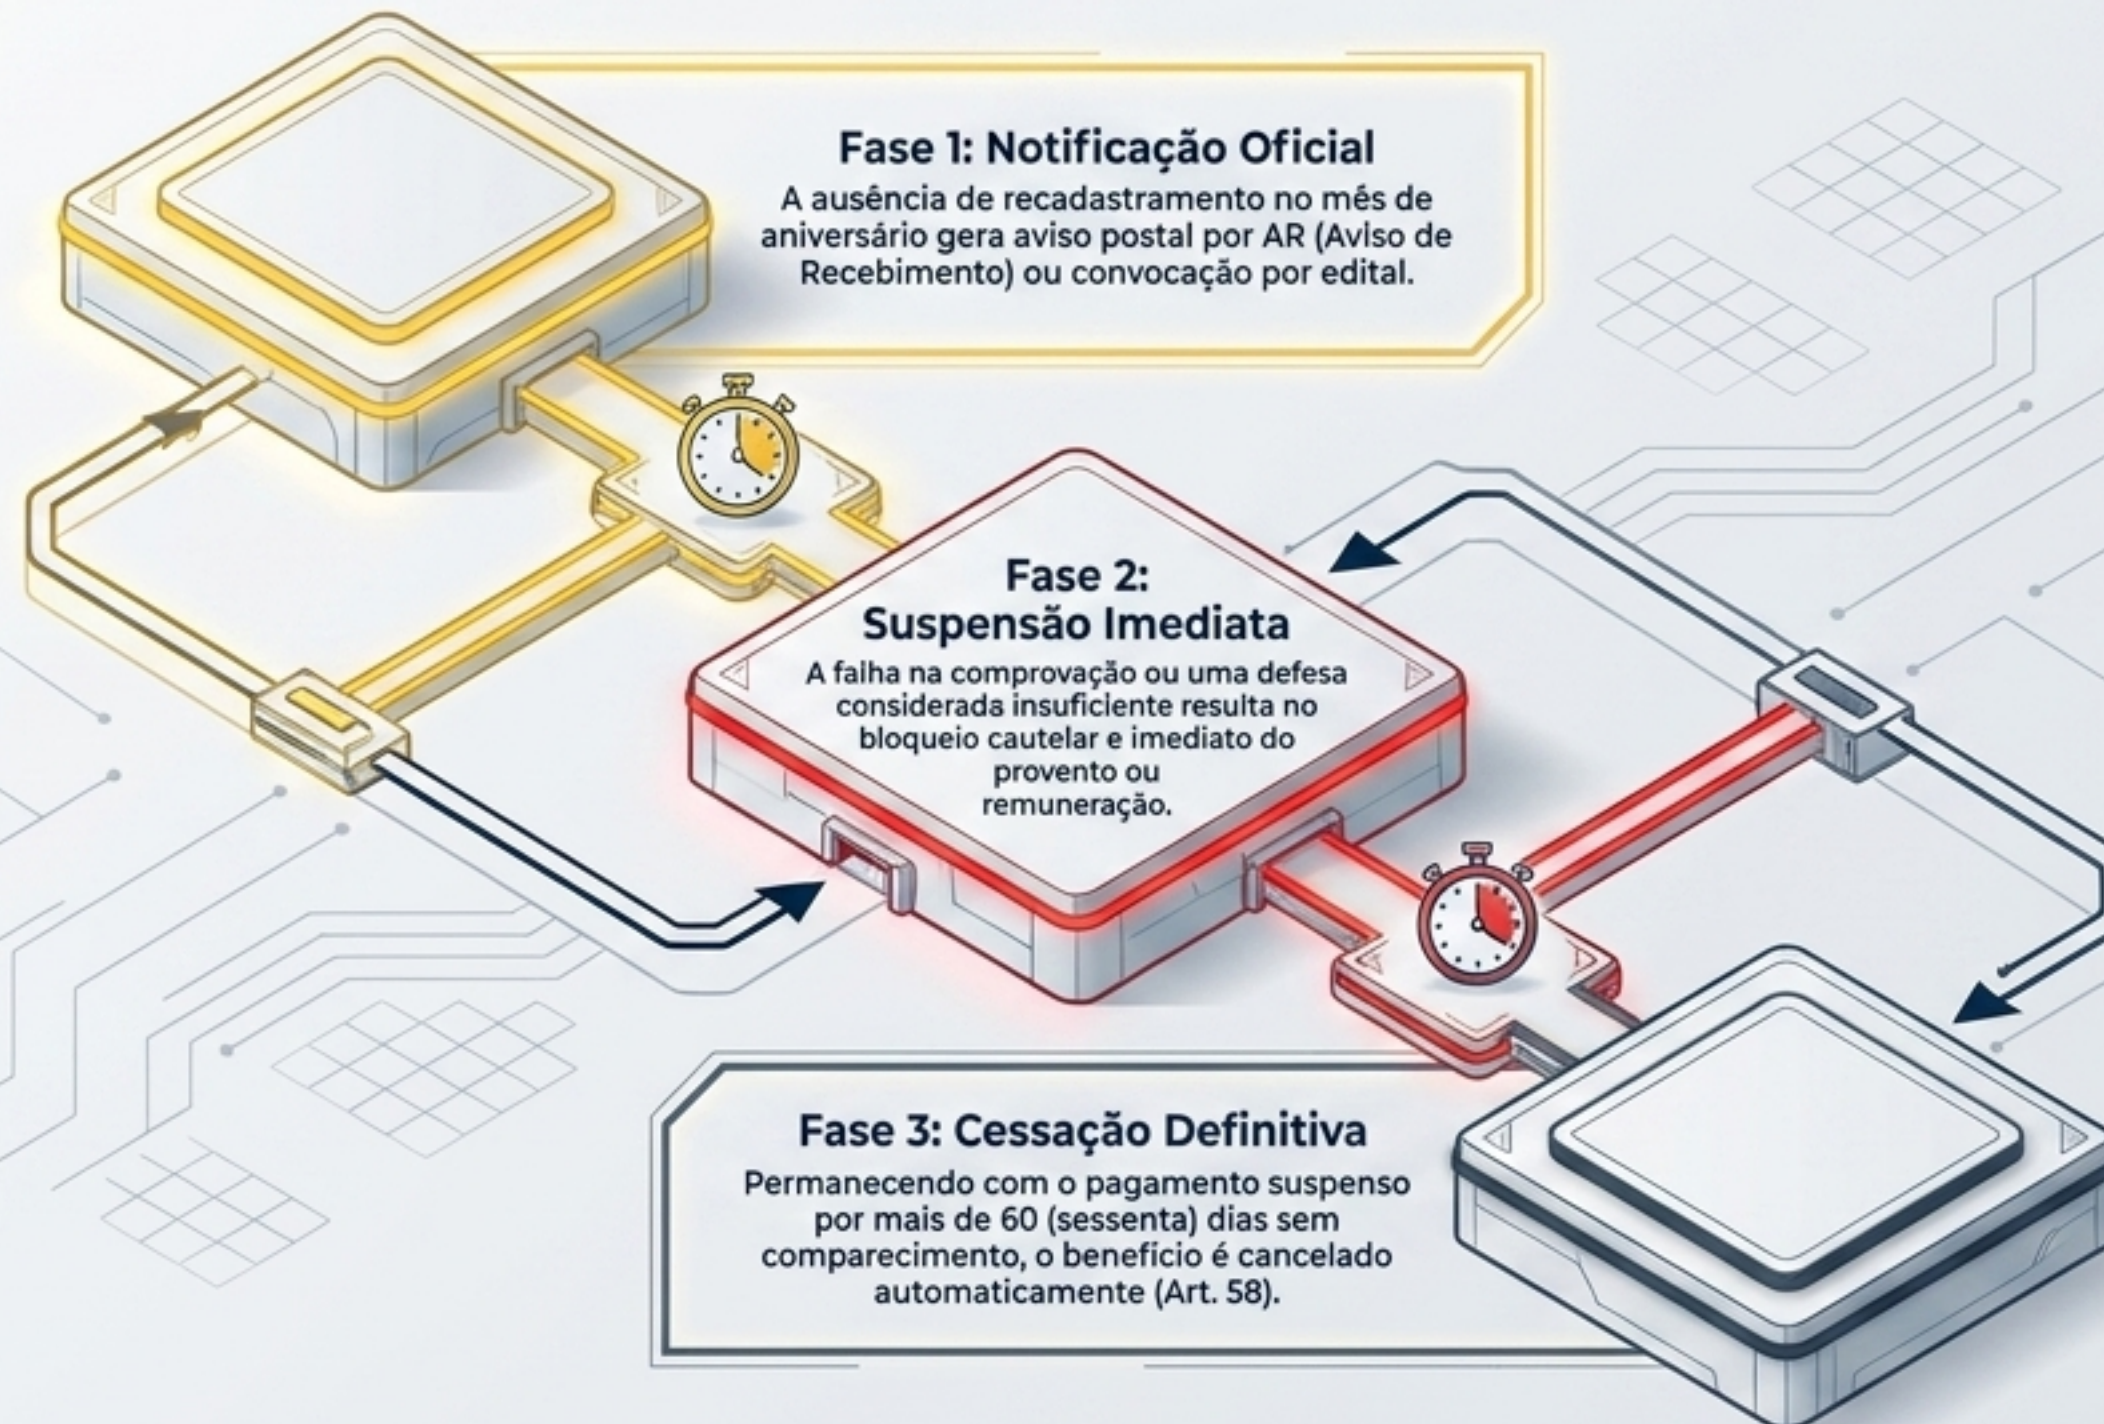 Fase 1: Notificação Oficial
A ausência de recadastramento no mês de
aniversário gera aviso postal por AR (Aviso de
Recebimento) ou convocação por edital.
Fase 2:
Suspensão Imediata
A falha na comprovação ou uma defesa
considerada insuficiente resulta no
bloqueio cautelar e imediato do
provento ou
remuneração.
Fase 3: Cessação Definitiva
Permanecendo com o pagamento suspenso
por mais de 60 (sessenta) dias sem
comparecimento, o benefício é cancelado
automaticamente (Art. 58).